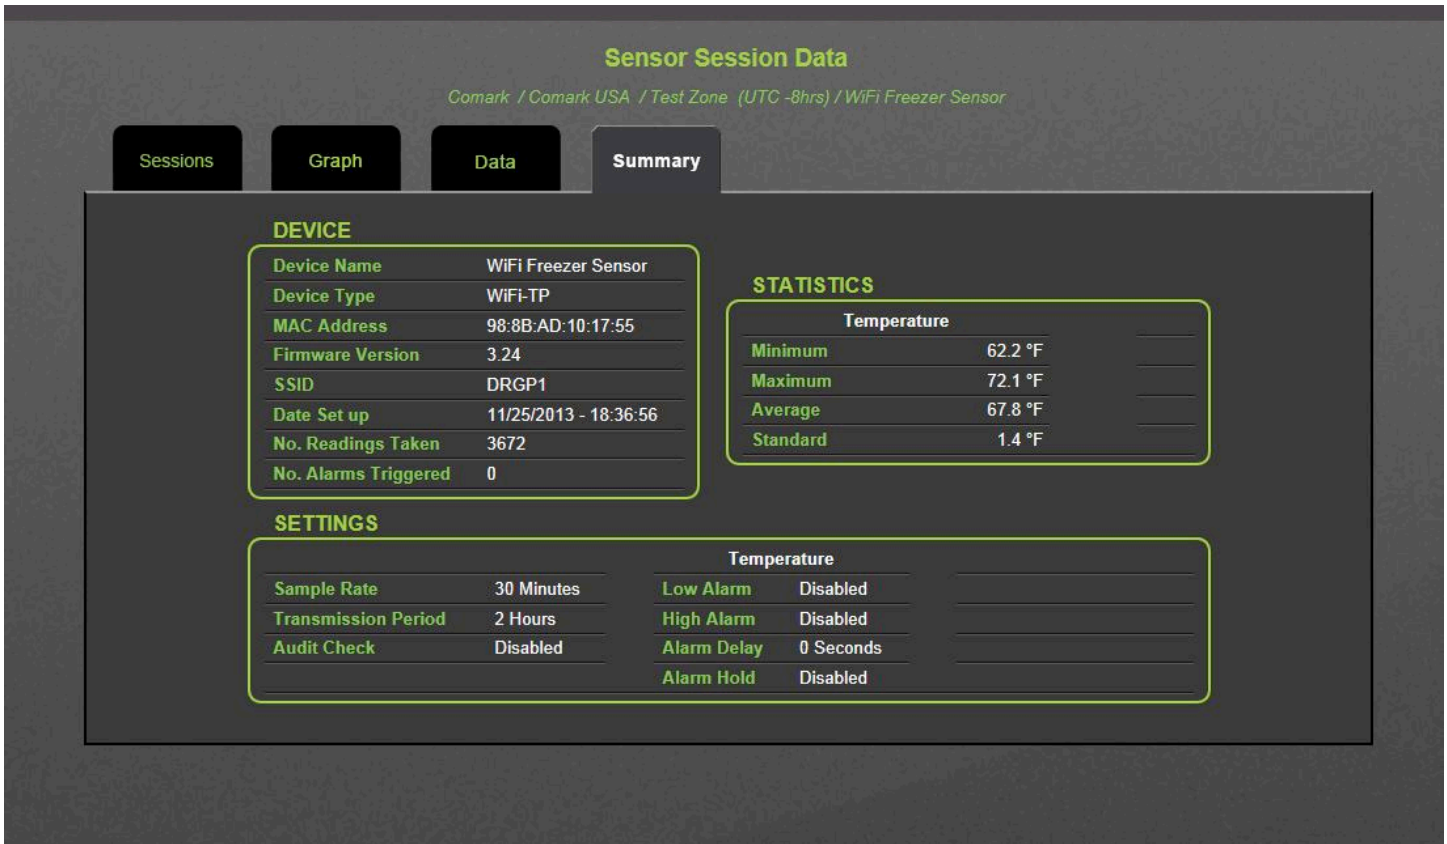 Sensor Session Data
Comark / Comark USA / Test Zone (UTC -8hrs) / WiFi Freezer Sensor
Sessions Graph Data Summary
DEVICE
Device Name WiFi Freezer Sensor
Device Type WiFi-TP
MAC Address 98:8B:AD:10:17:55
Firmware Version 3.24
SSID DRGP1
Date Set up 11/25/2013 - 18:36:56
No. Readings Taken 3672
No. Alarms Triggered 0
STATISTICS
Temperature
Minimum 62.2 °F
Maximum 72.1 °F
Average 67.8 °F
Standard 1.4 °F
SETTINGS
Temperature
Sample Rate 30 Minutes Low Alarm Disabled
Transmission Period 2 Hours High Alarm Disabled
Audit Check Disabled Alarm Delay 0 Seconds
Alarm Hold Disabled